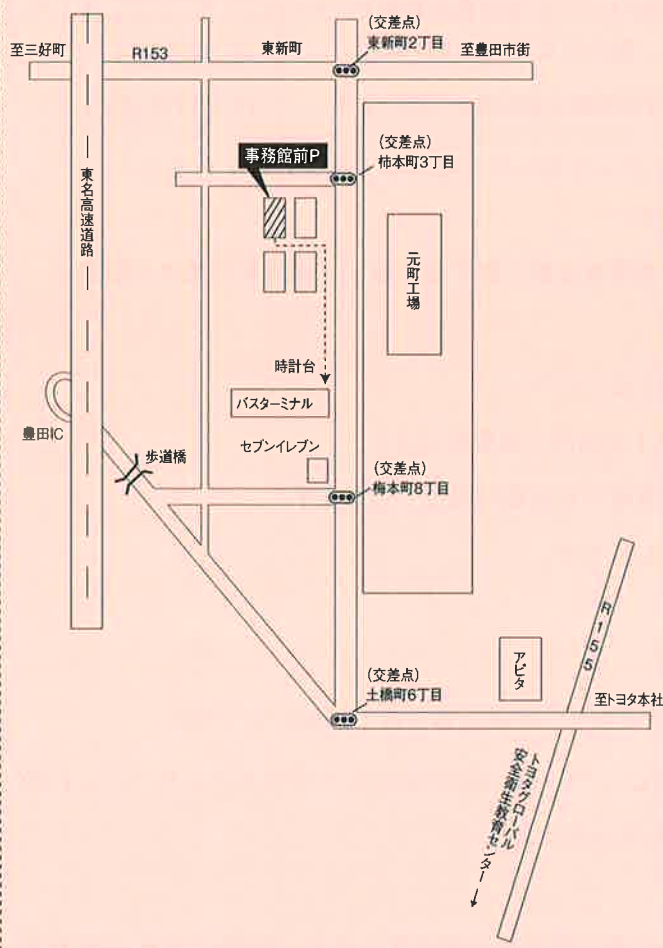 (交差点)
東新町2丁目
至三好町
R153
東新町
至豊田市街
(交差点)
柿本町3丁目
事務館前P
東名高速道路
元町工場
時計台
バスターミナル
豊田IC
歩道橋
セブンイレブン
(交差点)
梅本町8丁目
R155
アピタ
(交差点)
土橋町6丁目
至トヨタ本社
トヨタグローバル
安全衛生教育センター